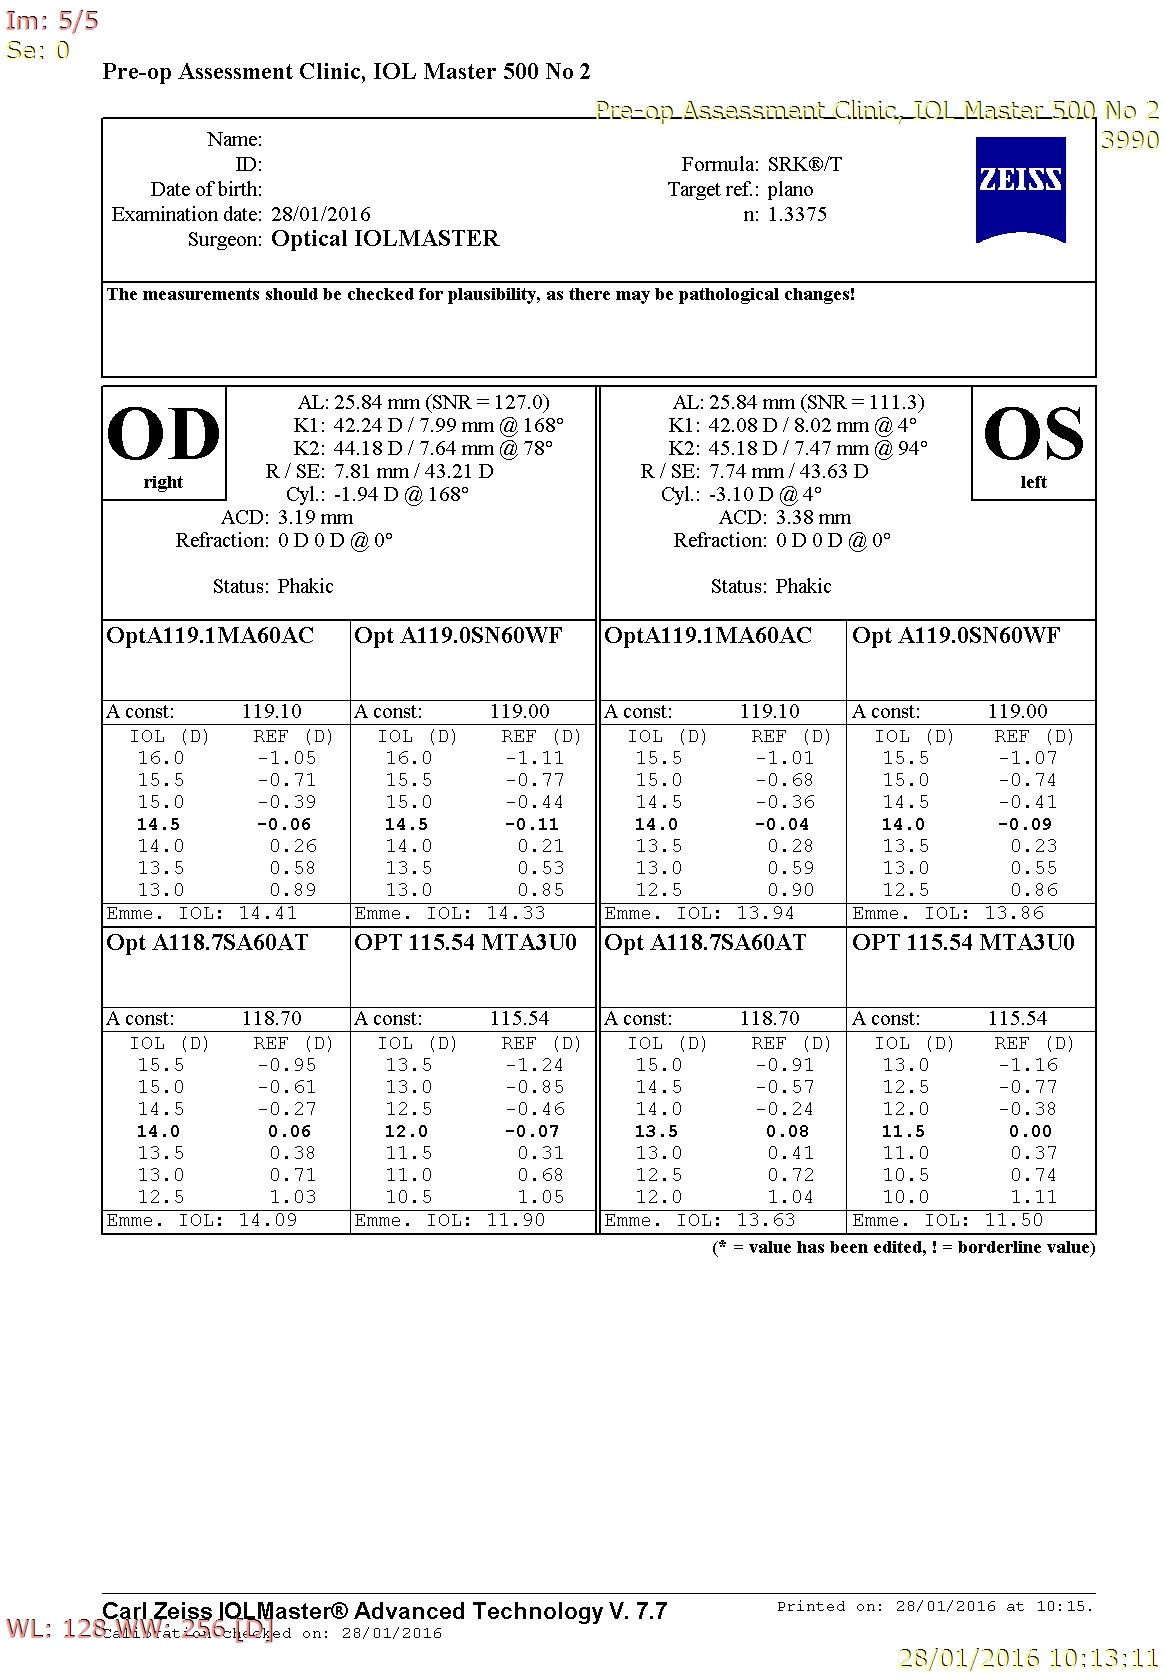 Im: 5/5
Se: 0
Pre-op Assessment Clinic, IOL Master 500 No 2
Pre-op Assessment Clinic, IOL Master 500 No 2
3990
Name:
ID:
Date of birth:
Examination date: 28/01/2016
Surgeon: Optical IOLMASTER
Formula: SRK®/T
Target ref.: plano
n: 1.3375
ZEISS
The measurements should be checked for plausibility, as there may be pathological changes!
OD
right
AL: 25.84 mm (SNR = 127.0)
K1: 42.24 D / 7.99 mm @ 168°
K2: 44.18 D / 7.64 mm @ 78°
R / SE: 7.81 mm / 43.21 D
Cyl.: -1.94 D @ 168°
ACD: 3.19 mm
Refraction: 0 D 0 D @ 0°
Status: Phakic
AL: 25.84 mm (SNR = 111.3)
K1: 42.08 D / 8.02 mm @ 4°
K2: 45.18 D / 7.47 mm @ 94°
R / SE: 7.74 mm / 43.63 D
Cyl.: -3.10 D @ 4°
ACD: 3.38 mm
Refraction: 0 D 0 D @ 0°
Status: Phakic
OS
left
OptA119.1MA60AC Opt A119.0SN60WF OptA119.1MA60AC Opt A119.0SN60WF
A const: 119.10 A const: 119.00 A const: 119.10 A const: 119.00
IOL (D) REF (D) IOL (D) REF (D) IOL (D) REF (D) IOL (D) REF (D)
16.0 -1.05 16.0 -1.11 15.5 -1.01 15.5 -1.07
15.5 -0.71 15.5 -0.77 15.0 -0.68 15.0 -0.74
15.0 -0.39 15.0 -0.44 14.5 -0.36 14.5 -0.41
14.5 -0.06 14.5 -0.11 14.0 -0.04 14.0 -0.09
14.0 0.26 14.0 0.21 13.5 0.28 13.5 0.23
13.5 0.58 13.5 0.53 13.0 0.59 13.0 0.55
13.0 0.89 13.0 0.85 12.5 0.90 12.5 0.86
Emme. IOL: 14.41 Emme. IOL: 14.33 Emme. IOL: 13.94 Emme. IOL: 13.86
Opt A118.7SA60AT OPT 115.54 MTA3U0 Opt A118.7SA60AT OPT 115.54 MTA3U0
A const: 118.70 A const: 115.54 A const: 118.70 A const: 115.54
IOL (D) REF (D) IOL (D) REF (D) IOL (D) REF (D) IOL (D) REF (D)
15.5 -0.95 13.5 -1.24 15.0 -0.91 13.0 -1.16
15.0 -0.61 13.0 -0.85 14.5 -0.57 12.5 -0.77
14.5 -0.27 12.5 -0.46 14.0 -0.24 12.0 -0.38
14.0 0.06 12.0 -0.07 13.5 0.08 11.5 0.00
13.5 0.38 11.5 0.31 13.0 0.41 11.0 0.37
13.0 0.71 11.0 0.68 12.5 0.72 10.5 0.74
12.5 1.03 10.5 1.05 12.0 1.04 10.0 1.11
Emme. IOL: 14.09 Emme. IOL: 11.90 Emme. IOL: 13.63 Emme. IOL: 11.50
(* = value has been edited, ! = borderline value)
Carl Zeiss IOLMaster® Advanced Technology V. 7.7
Printed on: 28/01/2016 at 10:15.
WL: 128 WW: 256 [D]
Calibration checked on: 28/01/2016
28/01/2016 10:13:11